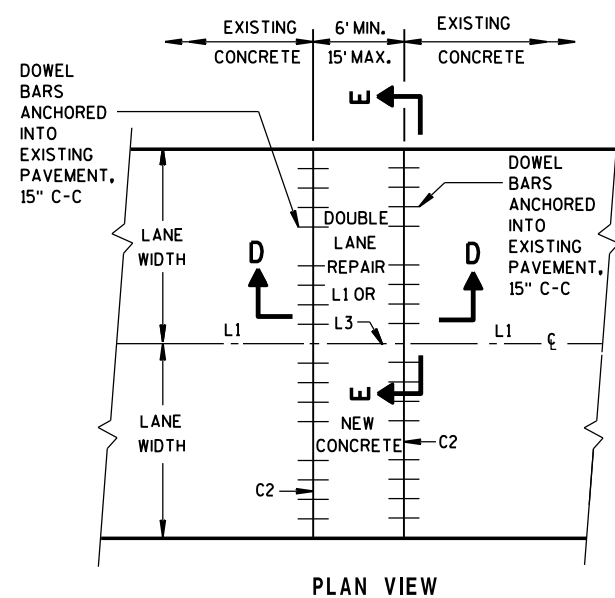 EXISTING
CONCRETE
6' MIN.
15' MAX.
EXISTING
CONCRETE
DOWEL
BARS
ANCHORED
INTO
EXISTING
PAVEMENT,
15" C-C
E
DOWEL
BARS
ANCHORED
INTO
EXISTING
PAVEMENT,
15" C-C
LANE
WIDTH
D
DOUBLE
LANE
REPAIR
L1 OR
L3
D
L1
L1
℄
E
LANE
WIDTH
NEW
CONCRETE
C2
C2
PLAN VIEW